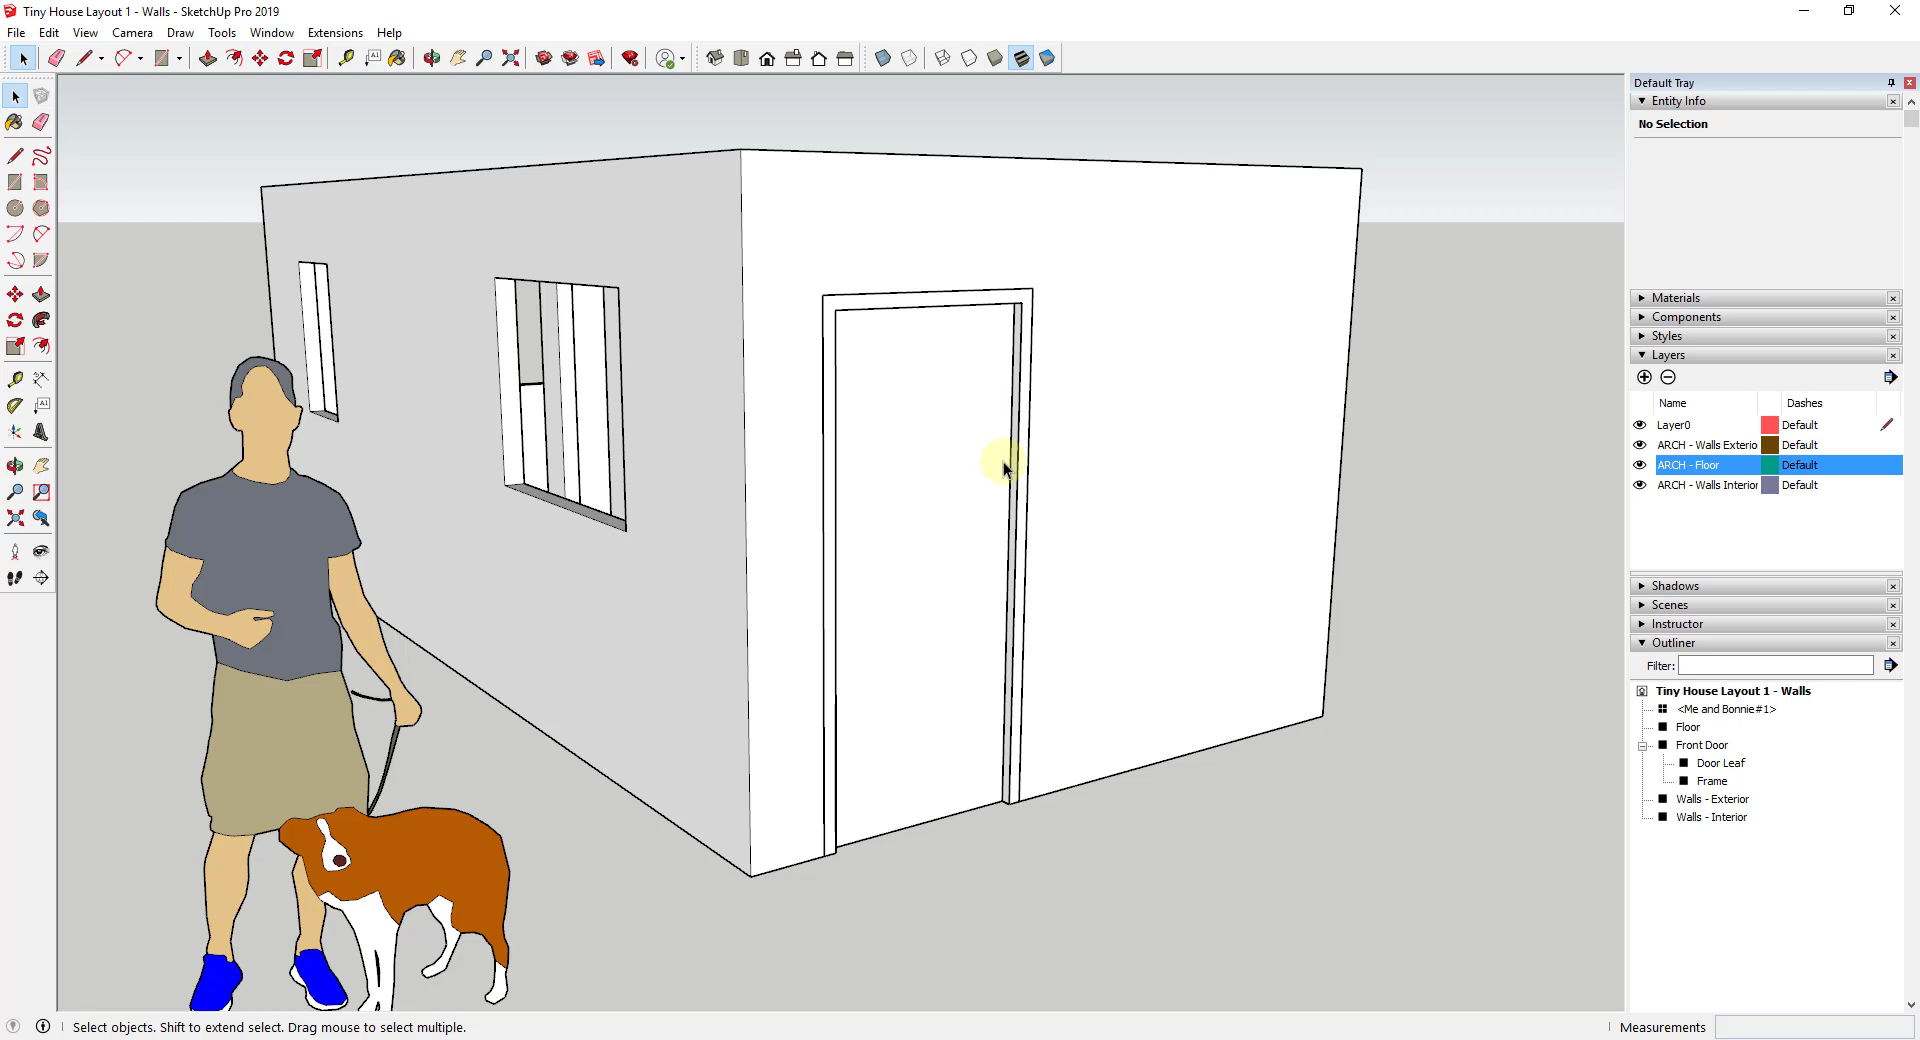 Tiny House Layout 1 - Walls - SketchUp Pro 2019
File Edit View Camera Draw Tools Window Extensions Help
Default Tray
Entity Info
No Selection
Materials
Components
Styles
Layers
Name Dashes
Layer0 Default
ARCH - Walls Exterio Default
ARCH - Floor Default
ARCH - Walls Interior Default
Shadows
Scenes
Instructor
Outliner
Filter:
Tiny House Layout 1 - Walls
<Me and Bonnie#1>
Floor
Front Door
Door Leaf
Frame
Walls - Exterior
Walls - Interior
Select objects. Shift to extend select. Drag mouse to select multiple.
Measurements